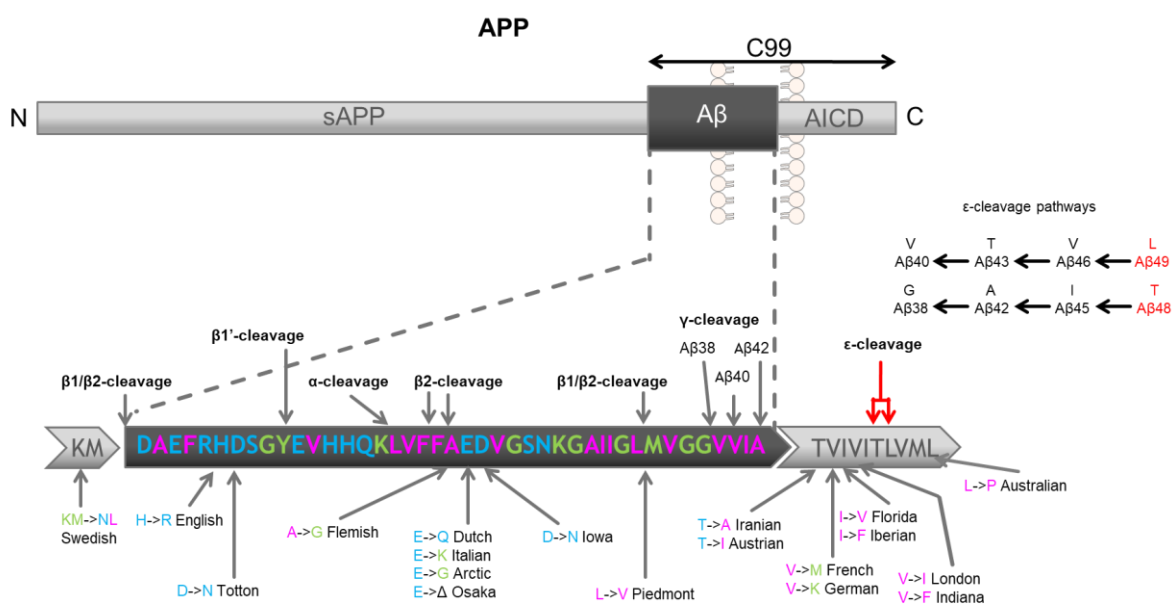 APP
C99
N
sAPP
Aβ
AICD
C
ε-cleavage pathways
V T V L
Aβ40 Aβ43 Aβ46 Aβ49
G A I T
Aβ38 Aβ42 Aβ45 Aβ48
β1'-cleavage
γ-cleavage
Aβ38 Aβ42
Aβ40
ε-cleavage
β1/β2-cleavage
α-cleavage
β2-cleavage
β1/β2-cleavage
KM
DAEFRHDSGYEVHHQKLVFFAEDVGSNKGAIIGLMVGGVVIA
TVIVITLVML
L->P Australian
KM->NL
Swedish
H->R English
D->N Totton
A->G Flemish
E->Q Dutch
E->K Italian
E->G Arctic
E->Δ Osaka
D->N Iowa
L->V Piedmont
T->A Iranian
T->I Austrian
V->M French
V->K German
I->V Florida
I->F Iberian
V->I London
V->F Indiana